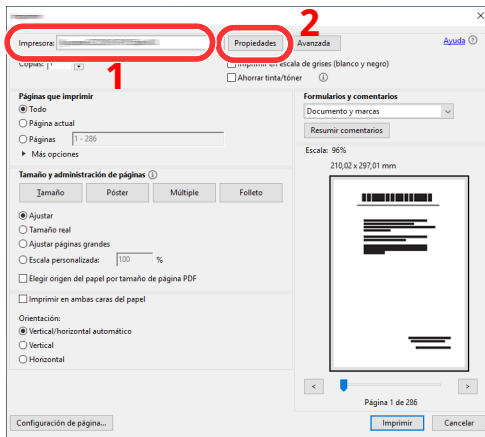 2
Impresora:
Propiedades
Avanzada
Ayuda
1
Copias: 1
Imprimir en escala de grises (blanco y negro)
Ahorrar tinta/tóner
Páginas que imprimir
Todo
Página actual
Páginas 1 - 286
Más opciones
Formularios y comentarios
Documento y marcas
Resumir comentarios
Escala: 96%
210,02 x 297,01 mm
Tamaño y administración de páginas
Tamaño Póster Múltiple Folleto
Ajustar
Tamaño real
Ajustar páginas grandes
Escala personalizada: 100 %
Elegir origen del papel por tamaño de página PDF
Imprimir en ambas caras del papel
Orientación:
Vertical/horizontal automático
Vertical
Horizontal
< >
Página 1 de 286
Configuración de página...
Imprimir
Cancelar